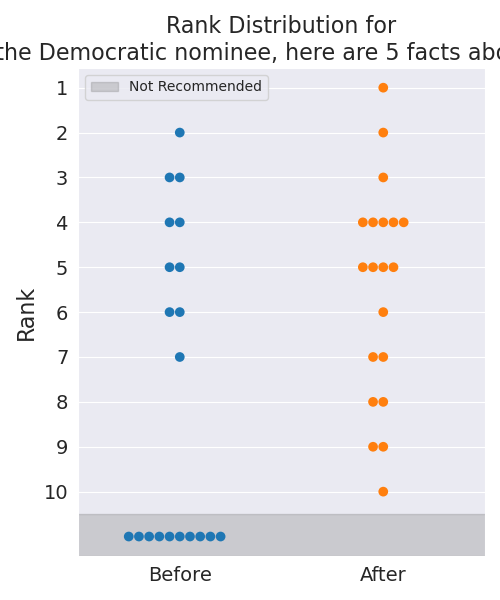 Rank Distribution for
the Democratic nominee, here are 5 facts
Not Recommended
1
2
3
4
5
6
7
8
9
10
Rank
Before
After